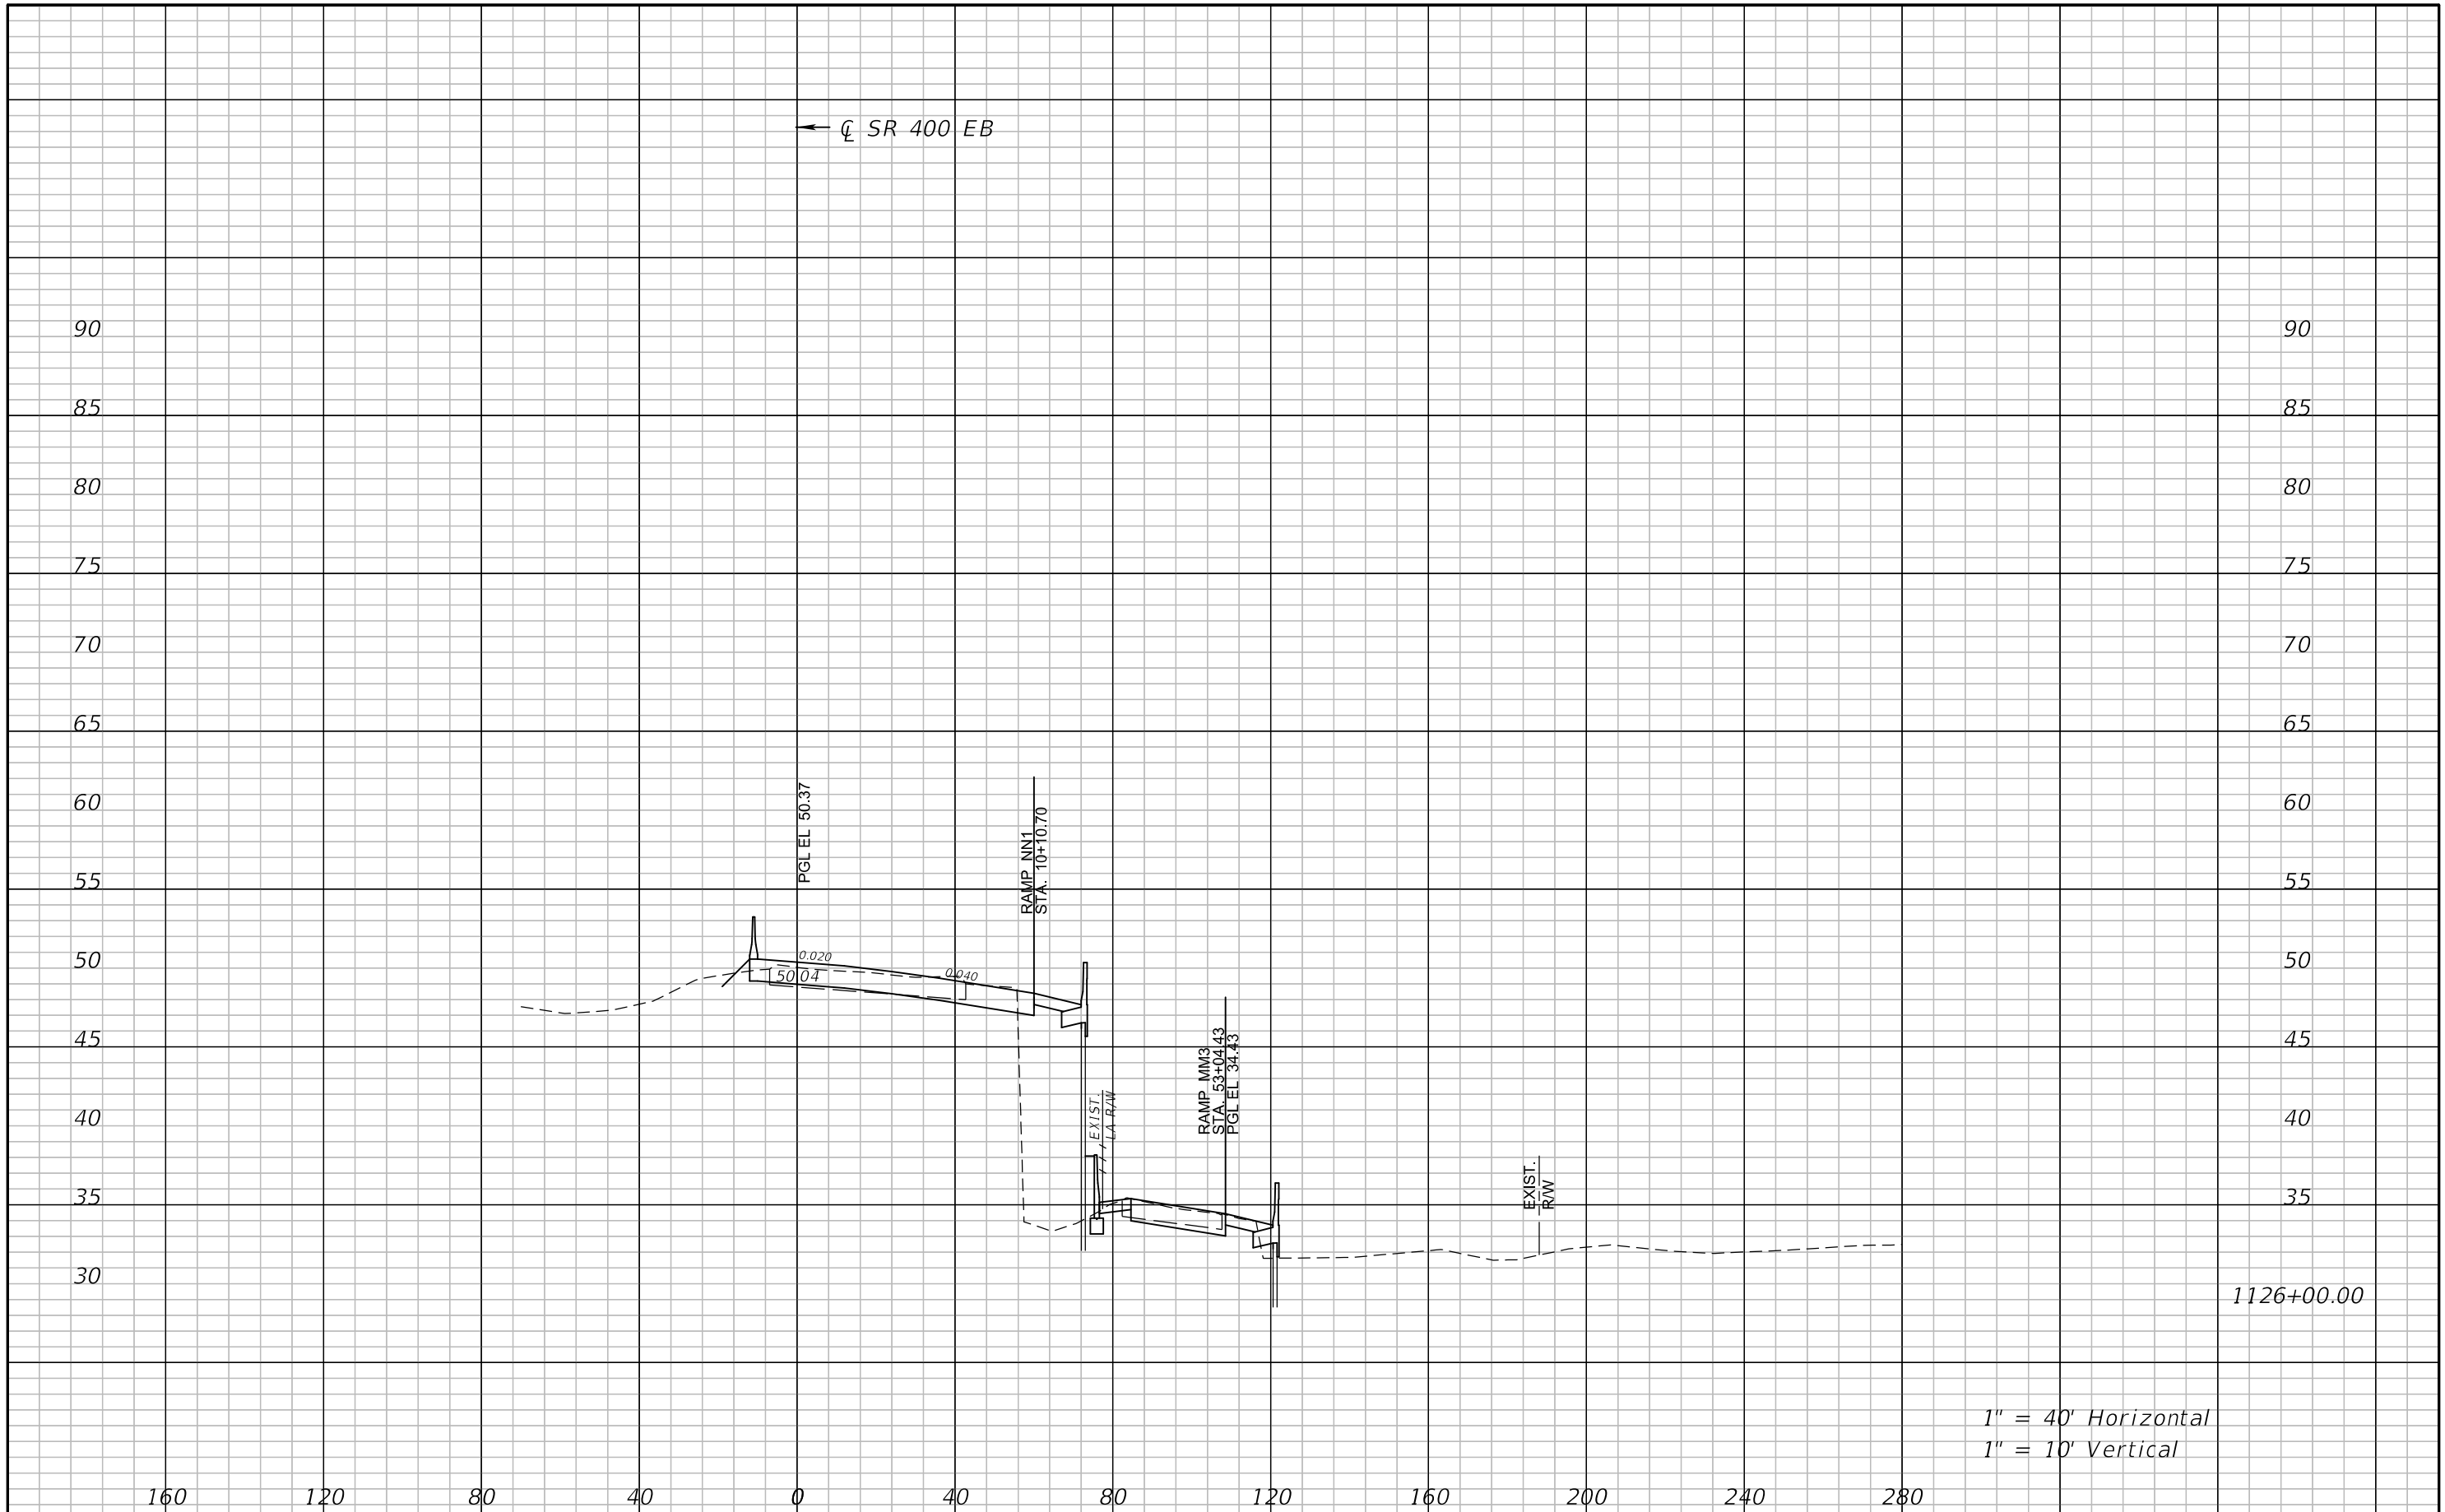 ℄ SR 400 EB
90 90
85 85
80 80
75 75
70 70
65 65
60 60
55 55
50 50
45 45
40 40
35 35
30 30
PGL EL 50.37
RAMP NN1
STA. 10+10.70
0.020
50.04
0.040
EXIST.
LA R/W
RAMP MM3
STA. 53+04.43
PGL EL 34.43
EXIST.
R/W
1126+00.00
1" = 40' Horizontal
1" = 10' Vertical
160 120 80 40 0 40 80 120 160 200 240 280